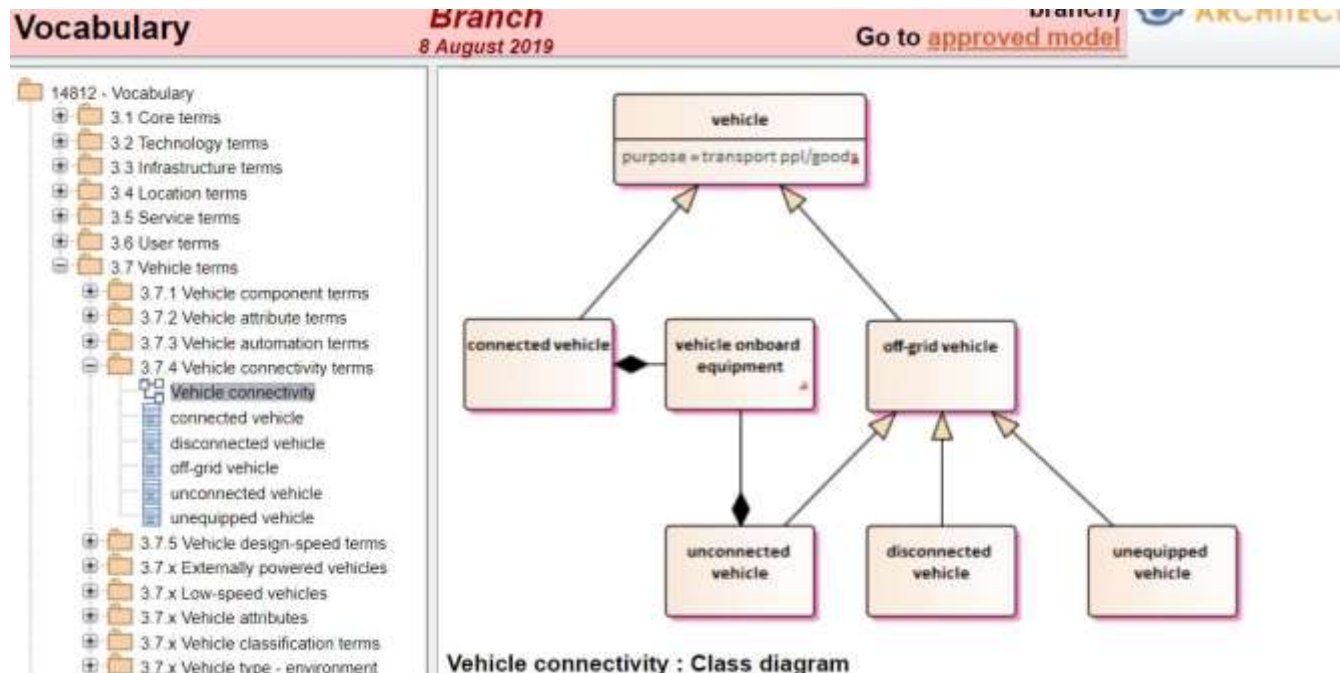 Vocabulary
Branch
8 August 2019
branch)
Go to approved model
ARCHITECT
14812 - Vocabulary
3.1 Core terms
3.2 Technology terms
3.3 Infrastructure terms
3.4 Location terms
3.5 Service terms
3.6 User terms
3.7 Vehicle terms
3.7.1 Vehicle component terms
3.7.2 Vehicle attribute terms
3.7.3 Vehicle automation terms
3.7.4 Vehicle connectivity terms
Vehicle connectivity
connected vehicle
disconnected vehicle
off-grid vehicle
unconnected vehicle
unequipped vehicle
3.7.5 Vehicle design-speed terms
3.7.x Externally powered vehicles
3.7.x Low-speed vehicles
3.7.x Vehicle attributes
3.7.x Vehicle classification terms
3.7.x Vehicle type - environment
vehicle
purpose = transport ppl/goods
connected vehicle
vehicle onboard
equipment
off-grid vehicle
unconnected
vehicle
disconnected
vehicle
unequipped
vehicle
Vehicle connectivity : Class diagram